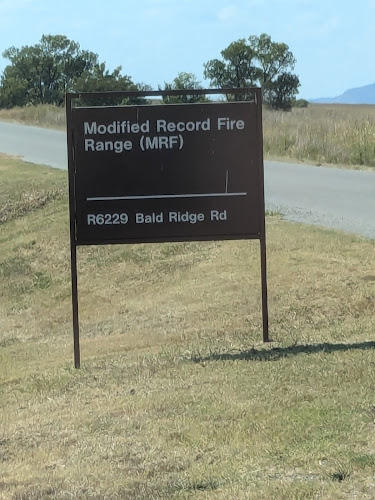 Modified Record Fire
Range (MRF)
R6229 Bald Ridge Rd